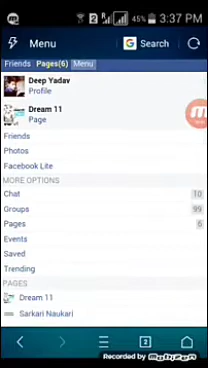 45% 3:37 PM
Menu
G Search
Friends Pages(6) Menu
Deep Yadav
Profile
Dream 11
Page
Friends
Photos
Facebook Lite
MORE OPTIONS
Chat 10
Groups 99
Pages 6
Events
Saved
Trending
PAGES
Dream 11
Sarkari Naukari
2
Recorded by Mobizen